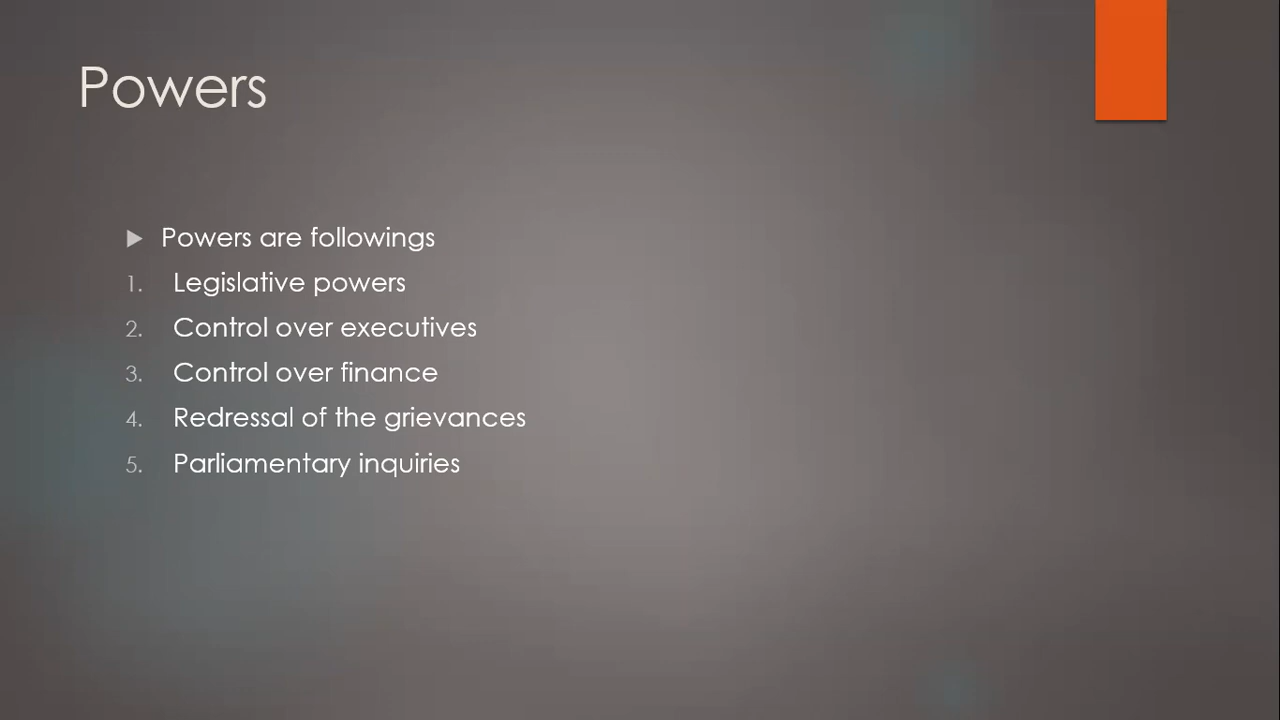 Powers
Powers are followings
1. Legislative powers
2. Control over executives
3. Control over finance
4. Redressal of the grievances
5. Parliamentary inquiries